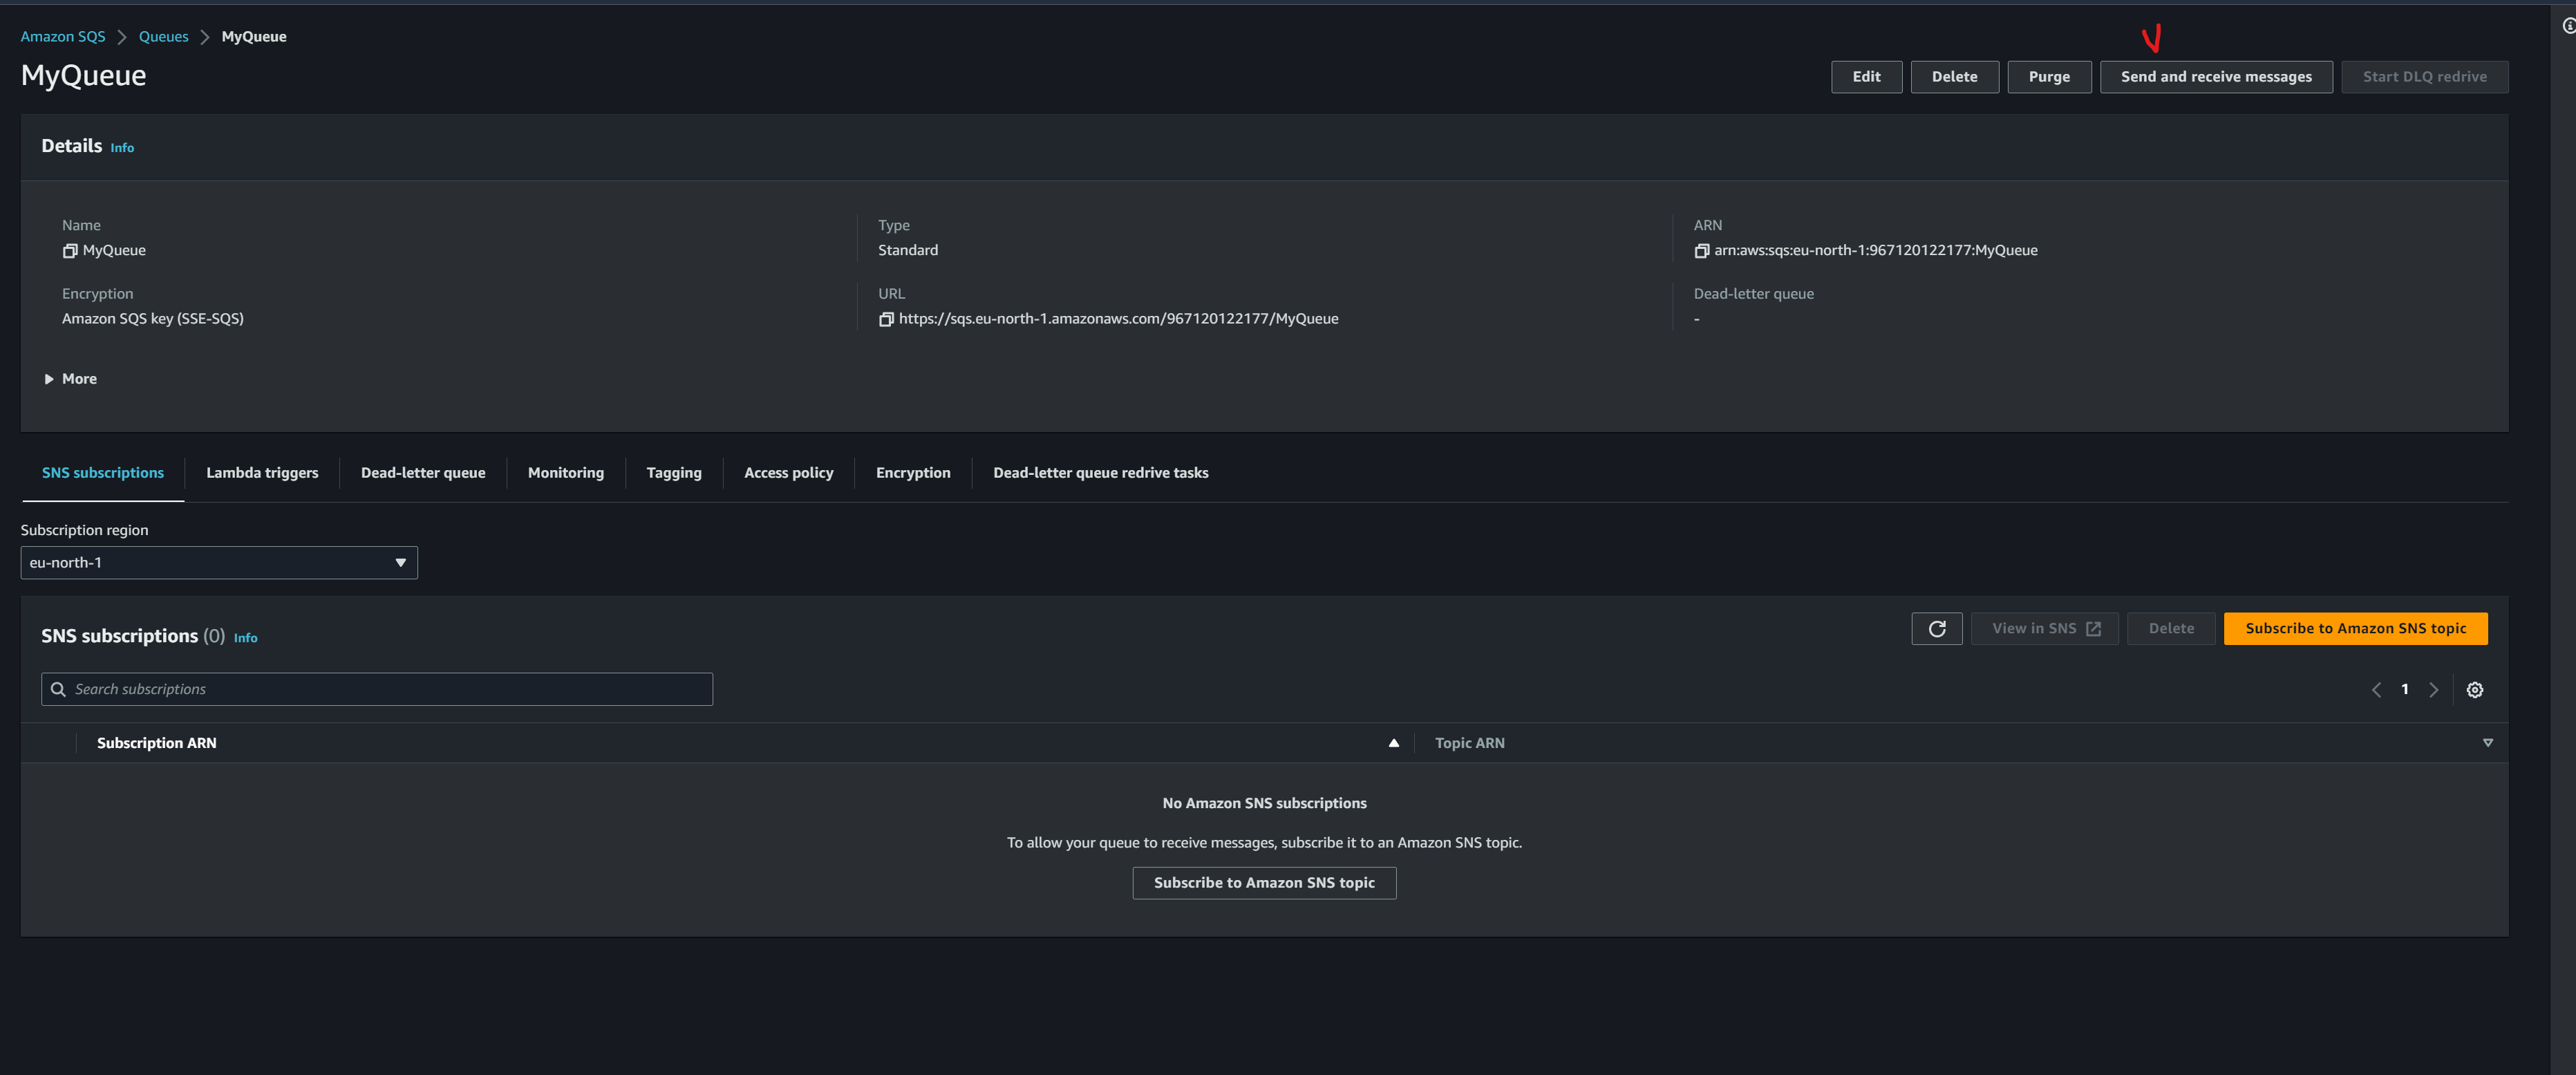 Amazon SQS > Queues > MyQueue
MyQueue
Edit Delete Purge Send and receive messages Start DLQ redrive
Details Info
Name Type ARN
MyQueue Standard arn:aws:sqs:eu-north-1:967120122177:MyQueue
Encryption URL Dead-letter queue
Amazon SQS key (SSE-SQS) https://sqs.eu-north-1.amazonaws.com/967120122177/MyQueue -
More
SNS subscriptions Lambda triggers Dead-letter queue Monitoring Tagging Access policy Encryption Dead-letter queue redrive tasks
Subscription region
eu-north-1
SNS subscriptions (0) Info View in SNS Delete Subscribe to Amazon SNS topic
Search subscriptions 1
Subscription ARN Topic ARN
No Amazon SNS subscriptions
To allow your queue to receive messages, subscribe it to an Amazon SNS topic.
Subscribe to Amazon SNS topic